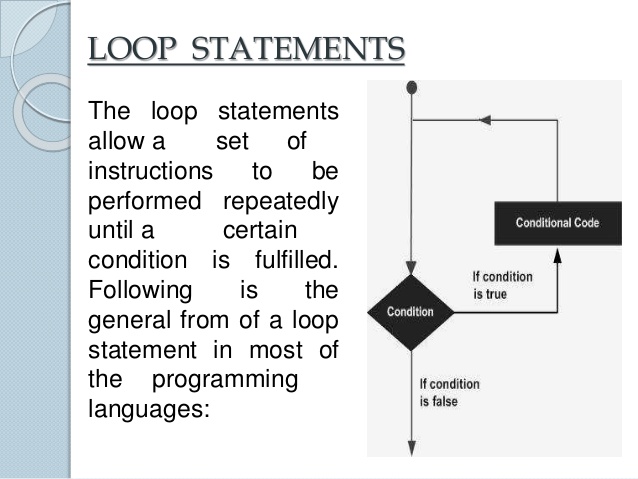 LOOP STATEMENTS
The loop statements
allow a set of
instructions to be
performed repeatedly
until a certain
condition is fulfilled.
Following is the
general from of a loop
statement in most of
the programming
languages:
Conditional Code
If condition
is true
Condition
If condition
is false